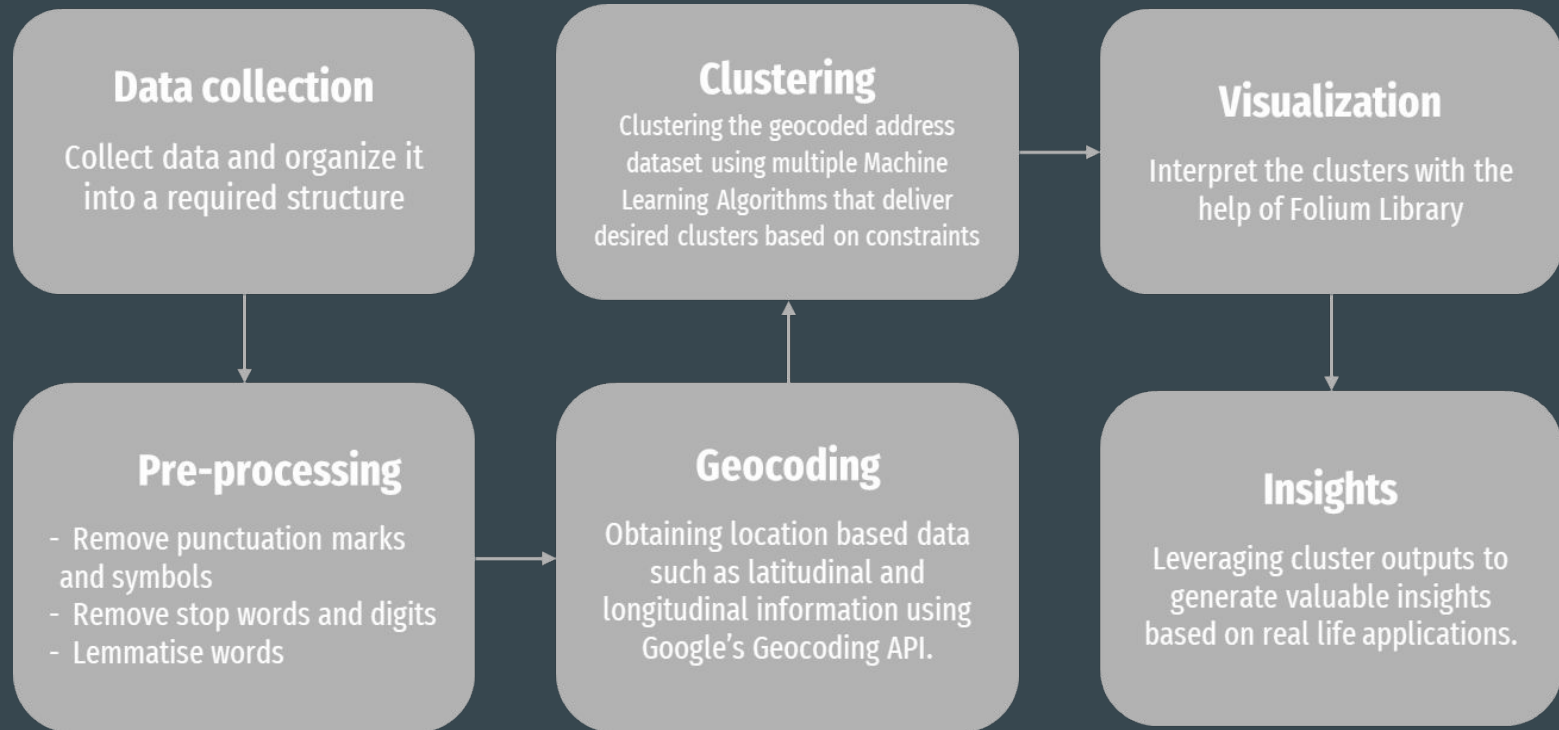 Data collection
Collect data and organize it
into a required structure
Pre-processing
- Remove punctuation marks
and symbols
- Remove stop words and digits
- Lemmatise words
Geocoding
Obtaining location based data
such as latitudinal and
longitudinal information using
Google’s Geocoding API.
Clustering
Clustering the geocoded address
dataset using multiple Machine
Learning Algorithms that deliver
desired clusters based on constraints
Visualization
Interpret the clusters with the
help of Folium Library
Insights
Leveraging cluster outputs to
generate valuable insights
based on real life applications.